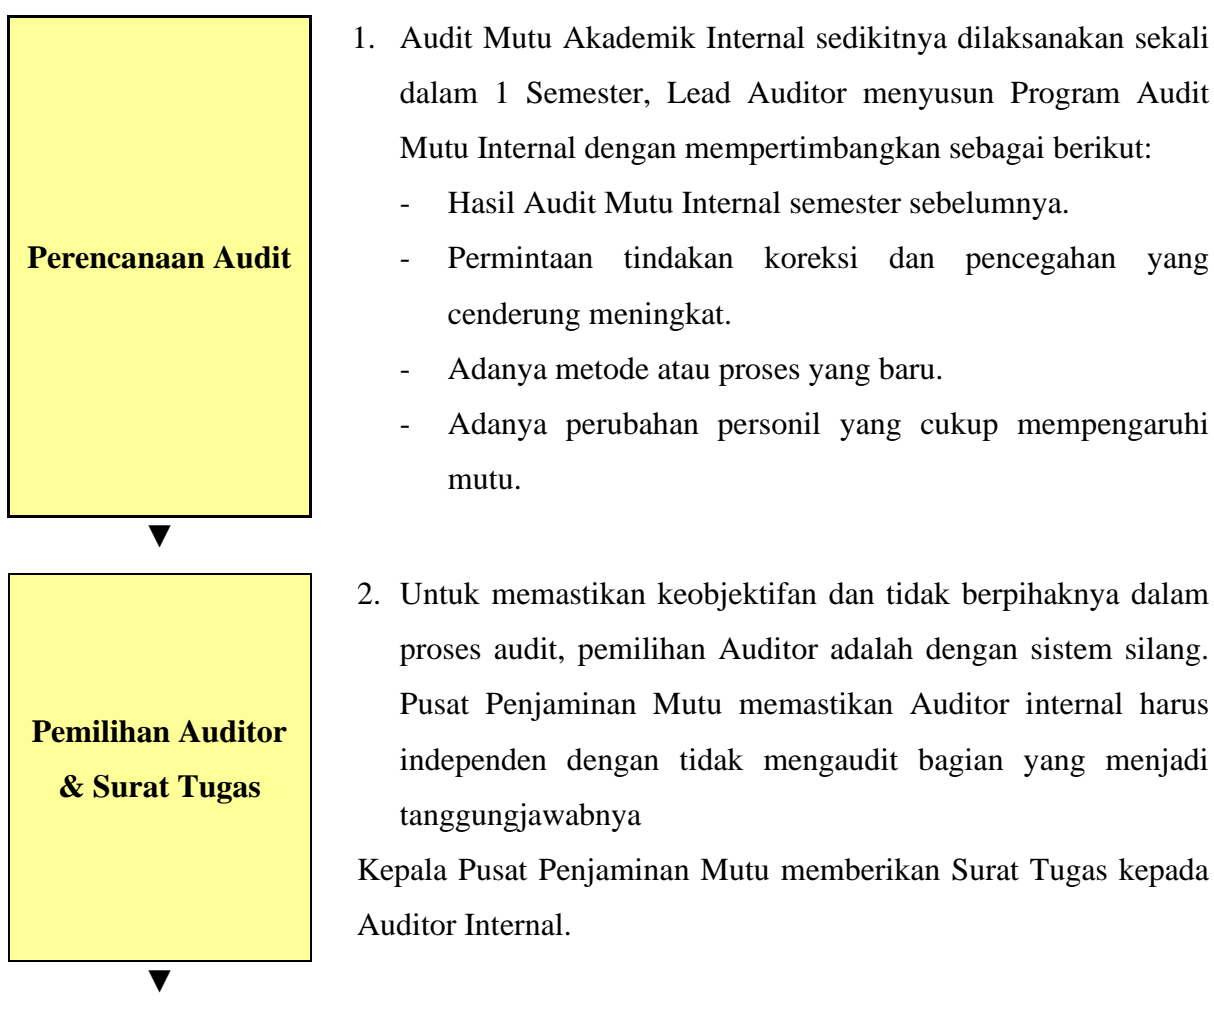 Perencanaan Audit
1. Audit Mutu Akademik Internal sedikitnya dilaksanakan sekali
dalam 1 Semester, Lead Auditor menyusun Program Audit
Mutu Internal dengan mempertimbangkan sebagai berikut:
- Hasil Audit Mutu Internal semester sebelumnya.
- Permintaan tindakan koreksi dan pencegahan yang
cenderung meningkat.
- Adanya metode atau proses yang baru.
- Adanya perubahan personil yang cukup mempengaruhi
mutu.
Pemilihan Auditor
& Surat Tugas
2. Untuk memastikan keobjektifan dan tidak berpihaknya dalam
proses audit, pemilihan Auditor adalah dengan sistem silang.
Pusat Penjaminan Mutu memastikan Auditor internal harus
independen dengan tidak mengaudit bagian yang menjadi
tanggungjawabnya
Kepala Pusat Penjaminan Mutu memberikan Surat Tugas kepada
Auditor Internal.